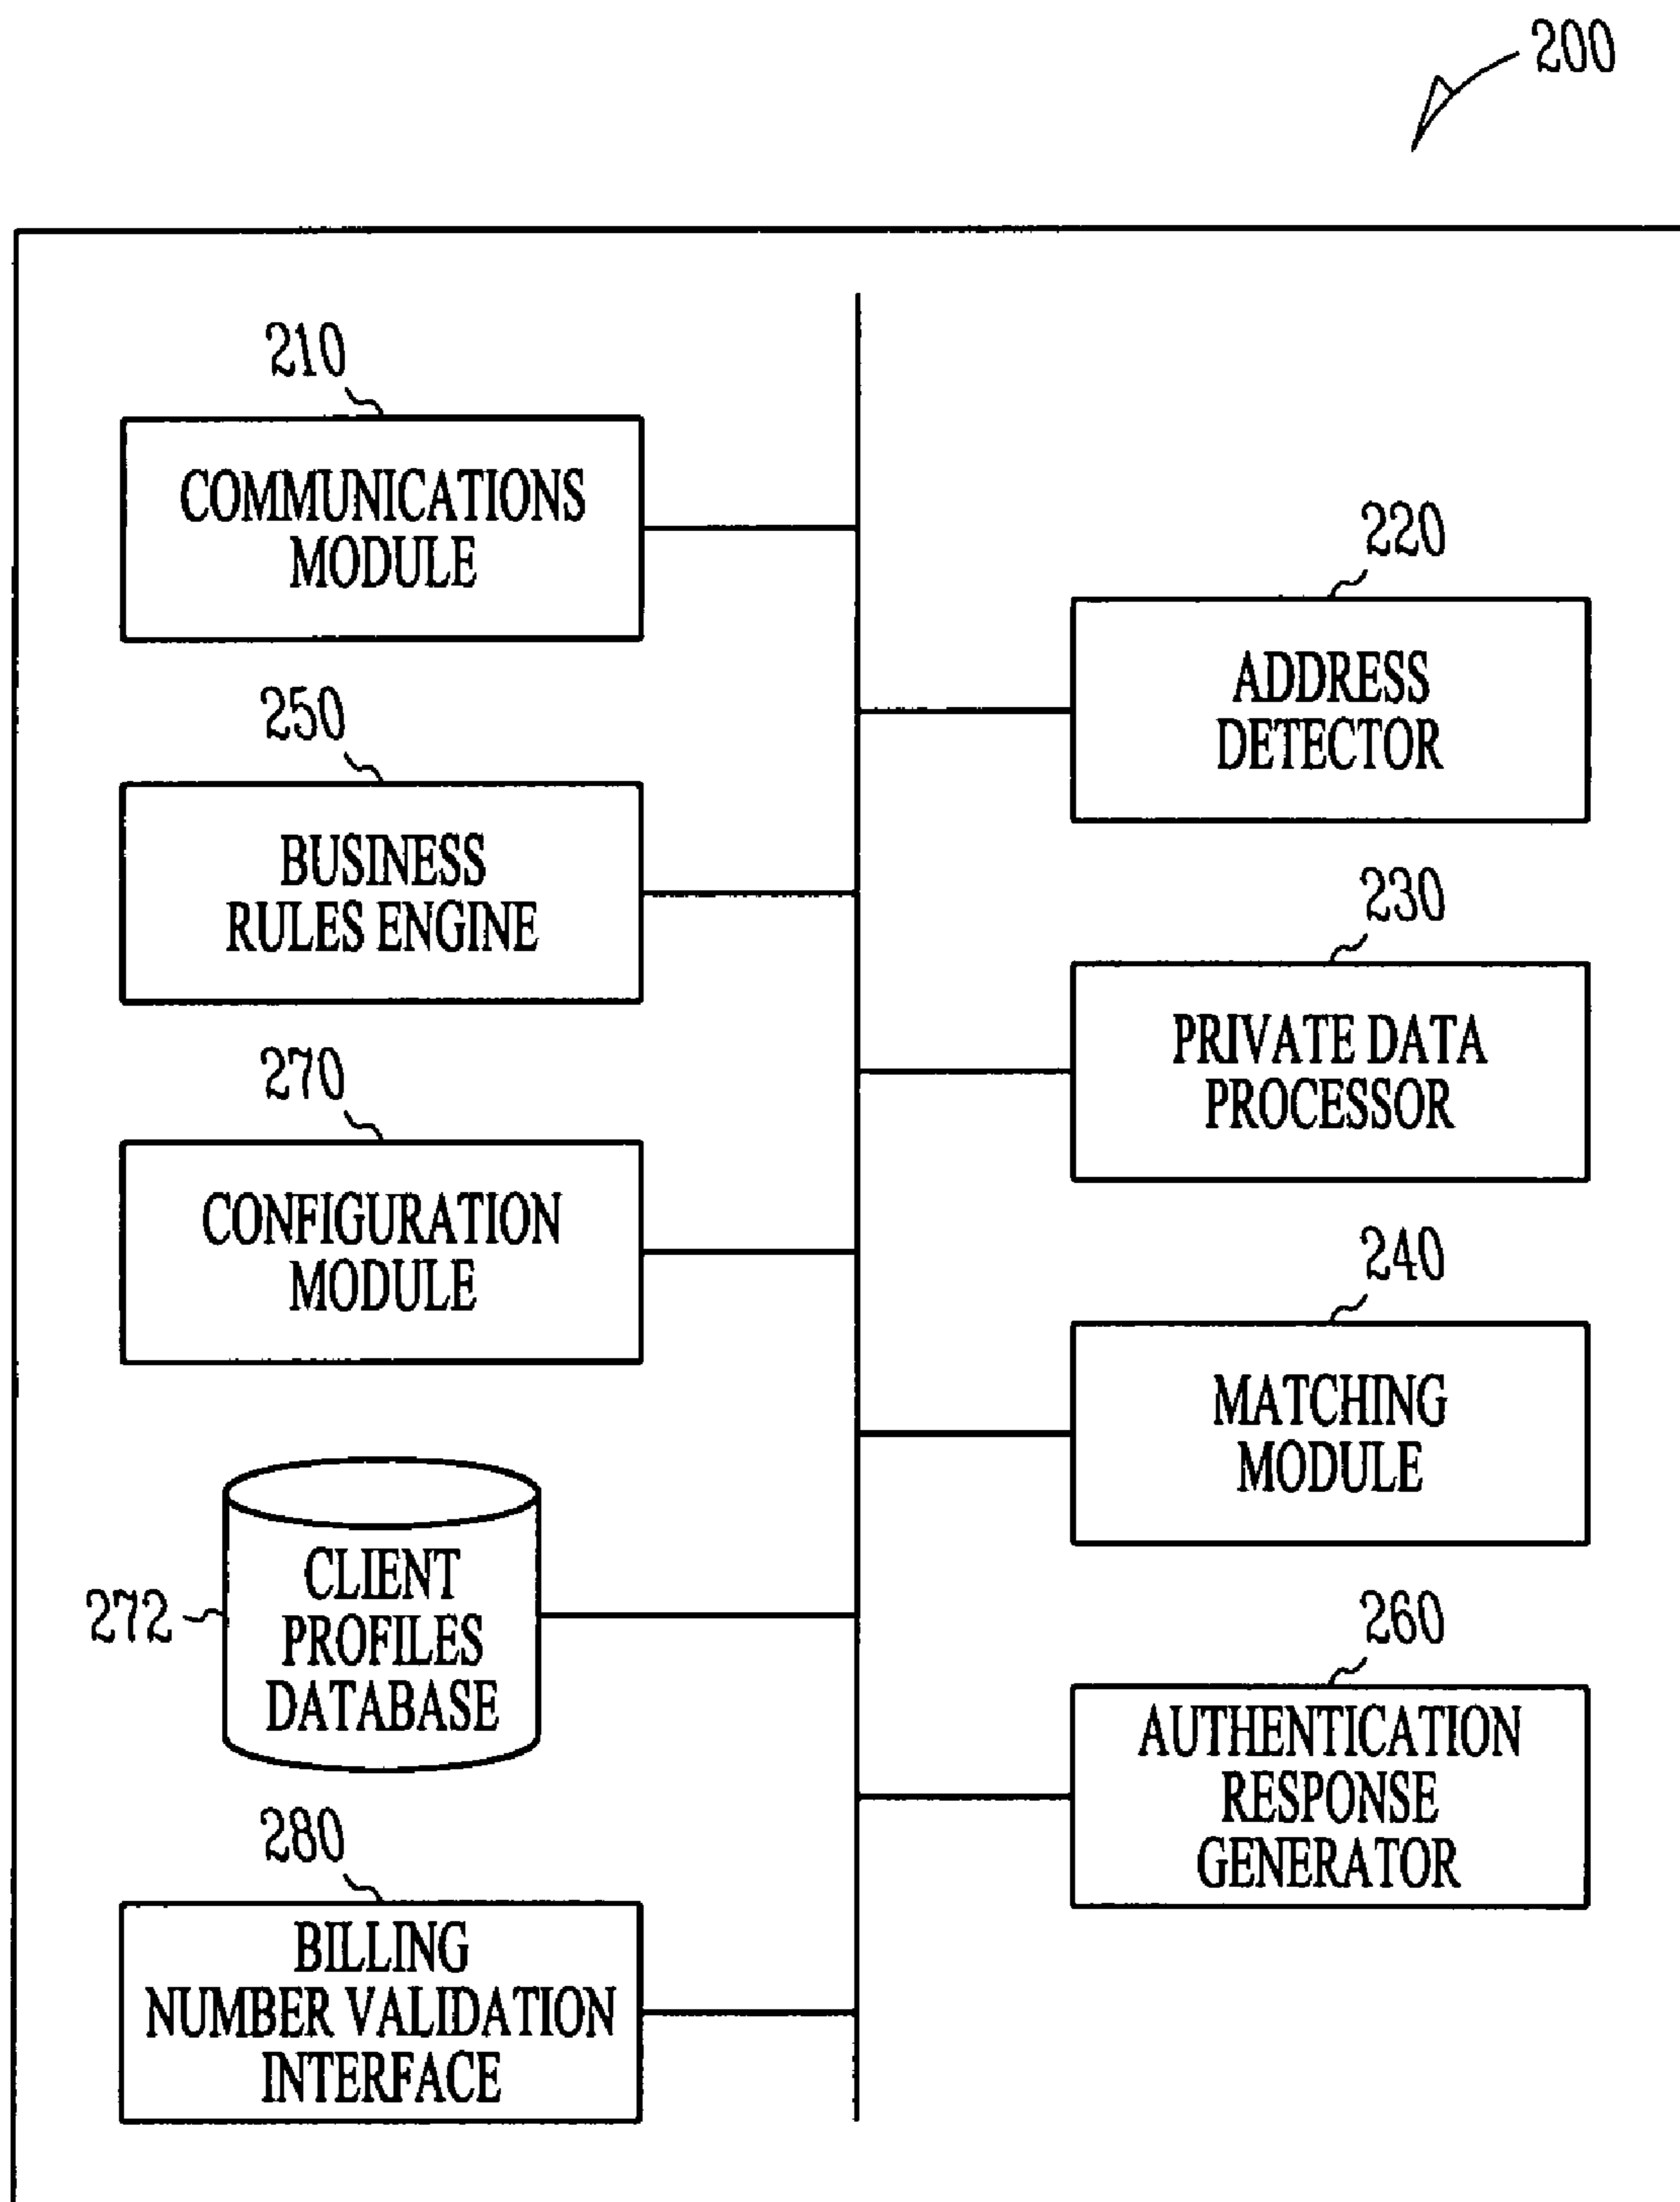 200
210
COMMUNICATIONS
MODULE
220
ADDRESS
DETECTOR
250
BUSINESS
RULES ENGINE
230
PRIVATE DATA
PROCESSOR
270
CONFIGURATION
MODULE
240
MATCHING
MODULE
272
CLIENT
PROFILES
DATABASE
260
AUTHENTICATION
RESPONSE
GENERATOR
280
BILLING
NUMBER VALIDATION
INTERFACE